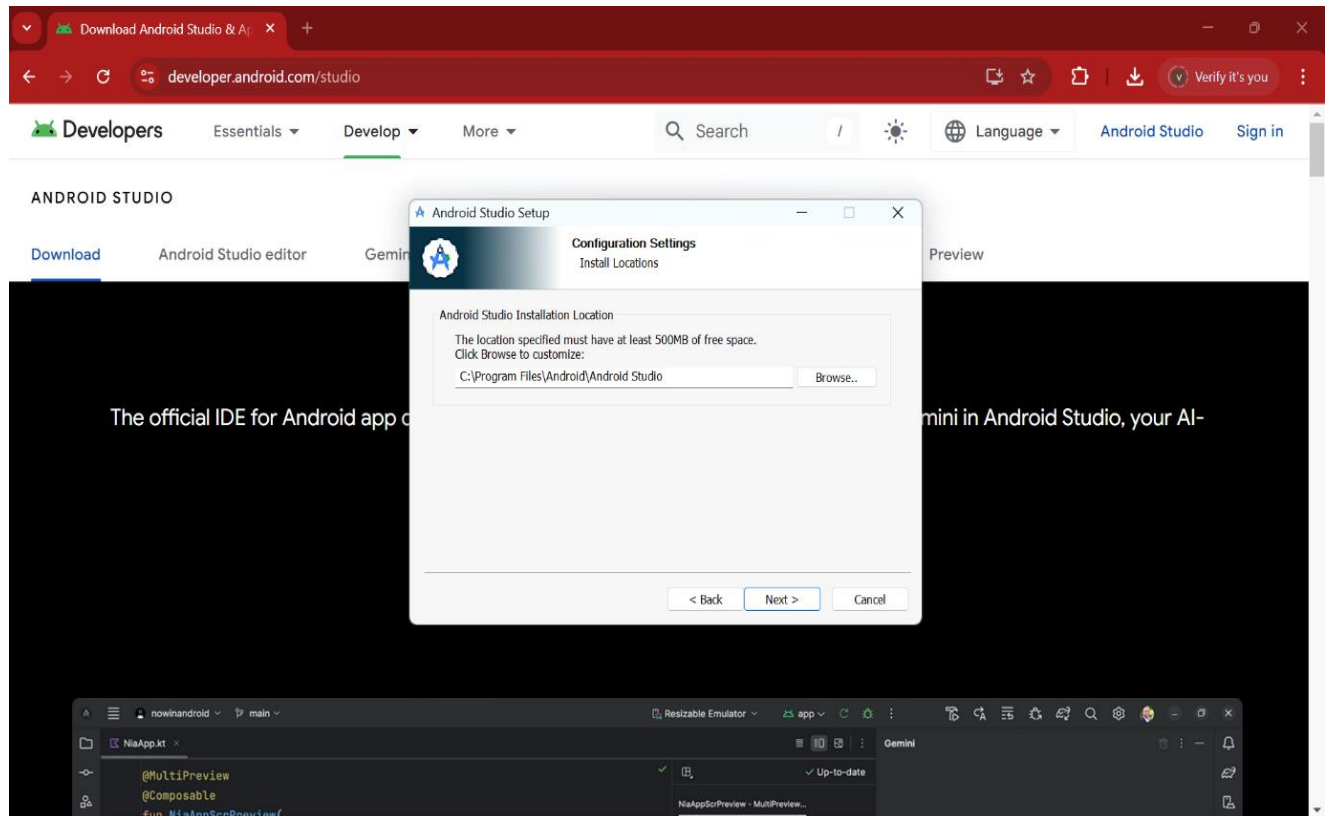 Download Android Studio & Ap
developer.android.com/studio
V Verify it's you
Developers Essentials Develop More Search / Language Android Studio Sign in
ANDROID STUDIO
Download Android Studio editor Gemin Preview
Android Studio Setup
Configuration Settings
Install Locations
Android Studio Installation Location
The location specified must have at least 500MB of free space.
Click Browse to customize:
C:\Program Files\Android\Android Studio Browse..
The official IDE for Android app mini in Android Studio, your AI-
< Back Next > Cancel
nowinandroid main Resizable Emulator app
NiaApp.kt Gemini
@MultiPreview Up-to-date
@Composable
NiaAppScrPreview - MultiPreview...
fun NiaAppScrPreview(